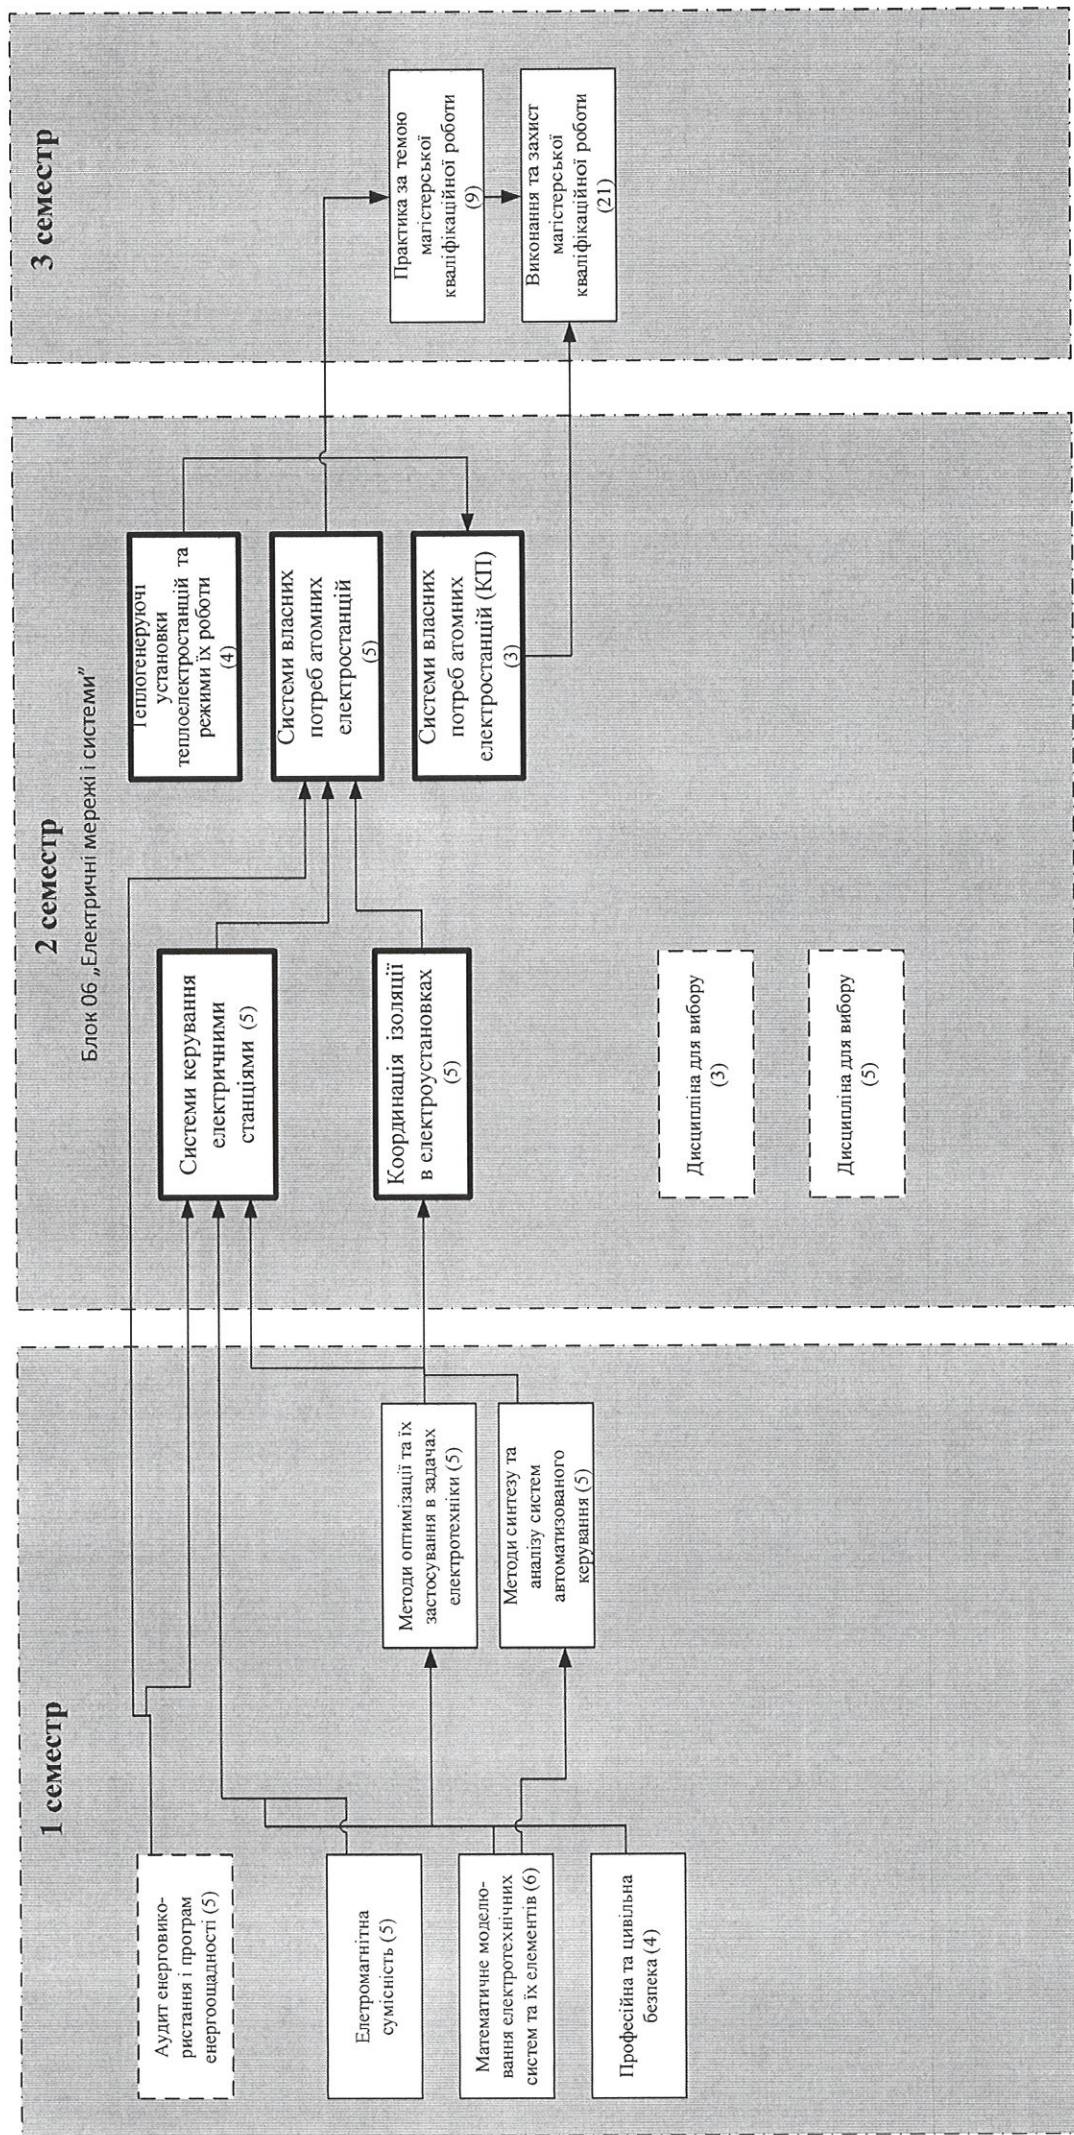 1 семестр
Аудит енерговико-
ристання і програм
енергоощадності (5)
Елетромагнітна
сумісність (5)
Математичне моделю-
вання електротехнічних
систем та їх елементів (6)
Професійна та цивільна
безпека (4)
Методи оптимізації та їх
застосування в задачах
електротехніки (5)
Методи синтезу та
аналізу систем
автоматизованого
керування (5)
2 семестр
Блок 06 „Електричні мережі і системи”
Системи керування
електричними
станціями (5)
Координація ізоляції
в електроустановках
(5)
Дисципліна для вибору
(3)
Дисципліна для вибору
(5)
Теплогенеруючі
установки
теплоелектростанцій та
режими їх роботи
(4)
Системи власних
потреб атомних
електростанцій
(5)
Системи власних
потреб атомних
електростанцій (КП)
(3)
3 семестр
Практика за темою
магістерської
кваліфікаційної роботи
(9)
Виконання та захист
магістерської
кваліфікаційної роботи
(21)